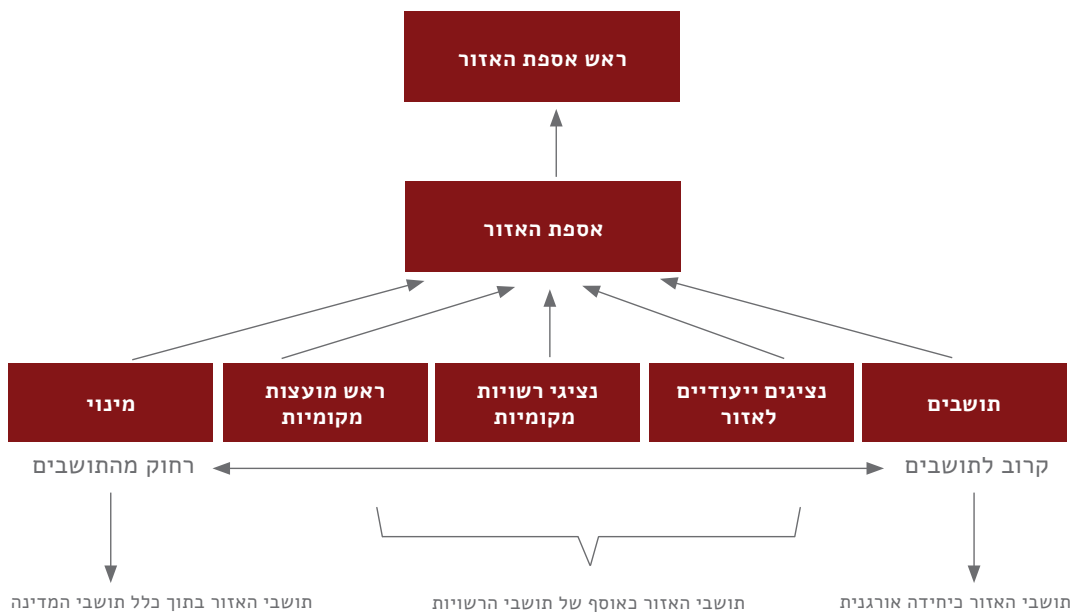 ראש אספת האזור
אספת האזור
תושבים
נציגים ייעודיים
לאזור
נציגי רשויות
מקומיות
ראש מועצות
מקומיות
מינוי
קרוב לתושבים
רחוק מהתושבים
תושבי האזור כיחידה אורגנית
תושבי האזור כאוסף של תושבי הרשויות
תושבי האזור בתוך כלל תושבי המדינה